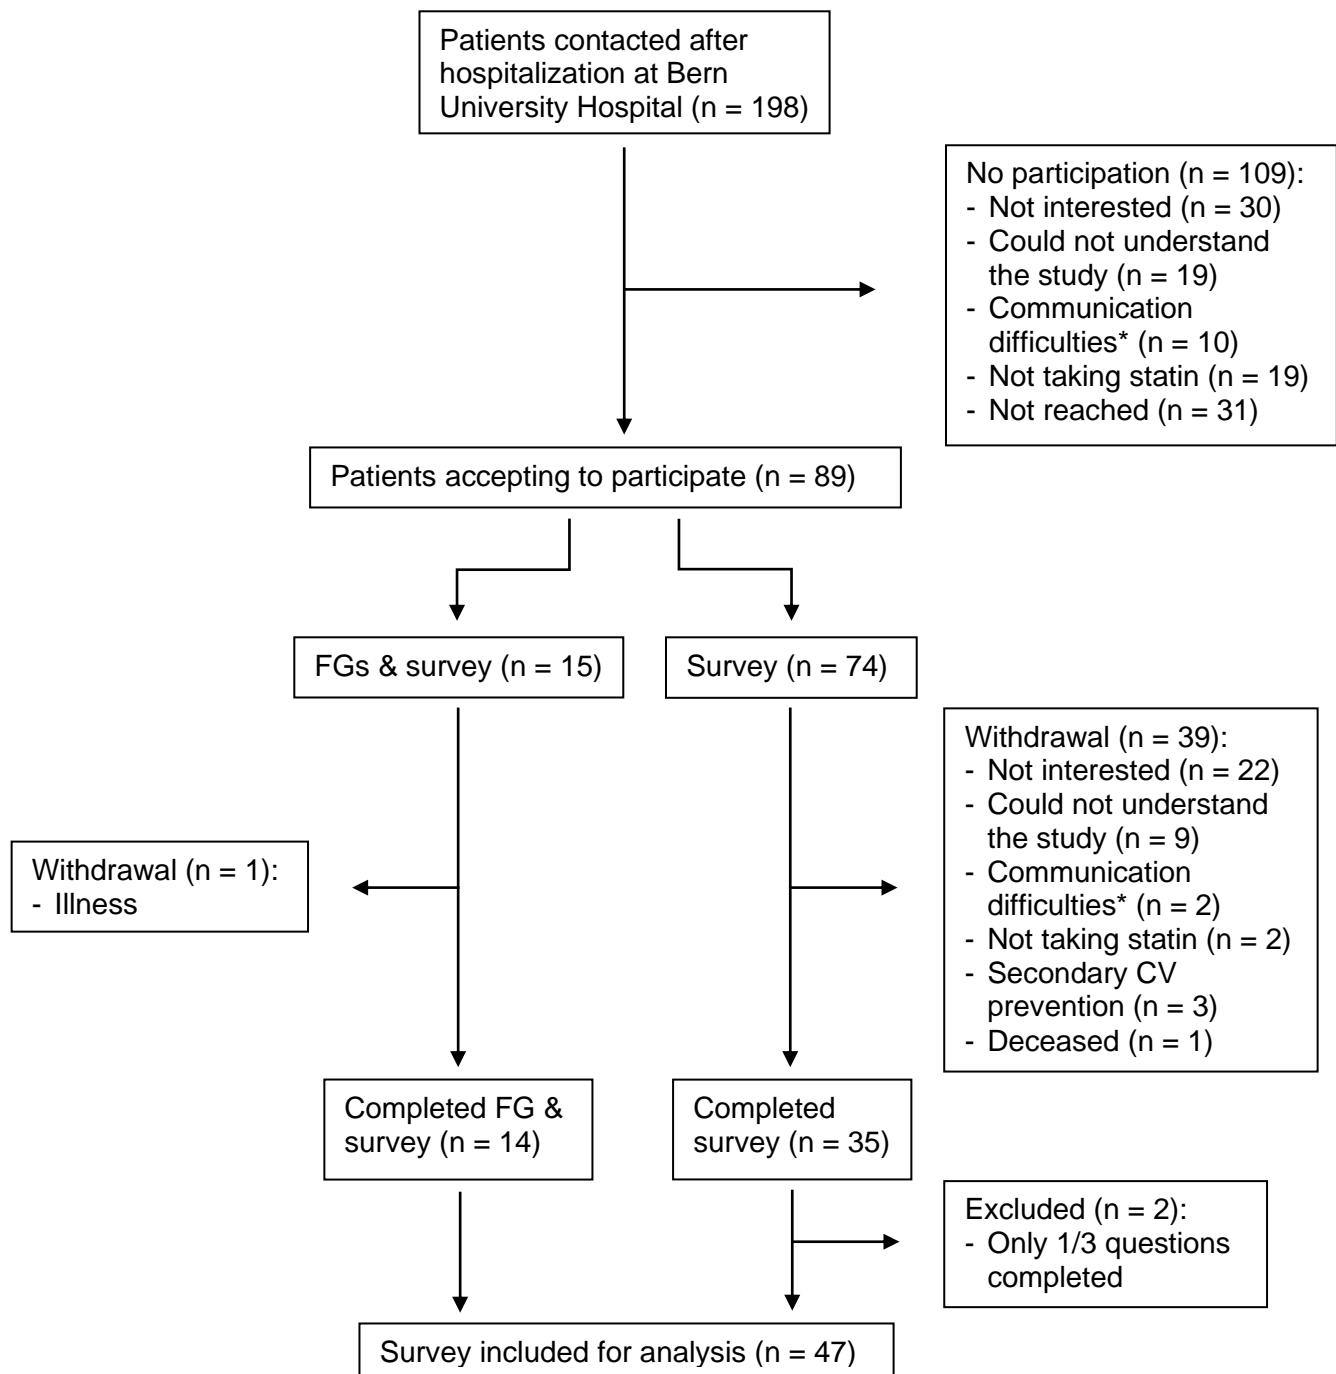 Patients contacted after
hospitalization at Bern
University Hospital (n = 198)
No participation (n = 109):
- Not interested (n = 30)
- Could not understand
the study (n = 19)
- Communication
difficulties* (n = 10)
- Not taking statin (n = 19)
- Not reached (n = 31)
Patients accepting to participate (n = 89)
FGs & survey (n = 15)
Survey (n = 74)
Withdrawal (n = 39):
- Not interested (n = 22)
- Could not understand
the study (n = 9)
- Communication
difficulties* (n = 2)
- Not taking statin (n = 2)
- Secondary CV
prevention (n = 3)
- Deceased (n = 1)
Withdrawal (n = 1):
- Illness
Completed FG &
survey (n = 14)
Completed
survey (n = 35)
Excluded (n = 2):
- Only 1/3 questions
completed
Survey included for analysis (n = 47)